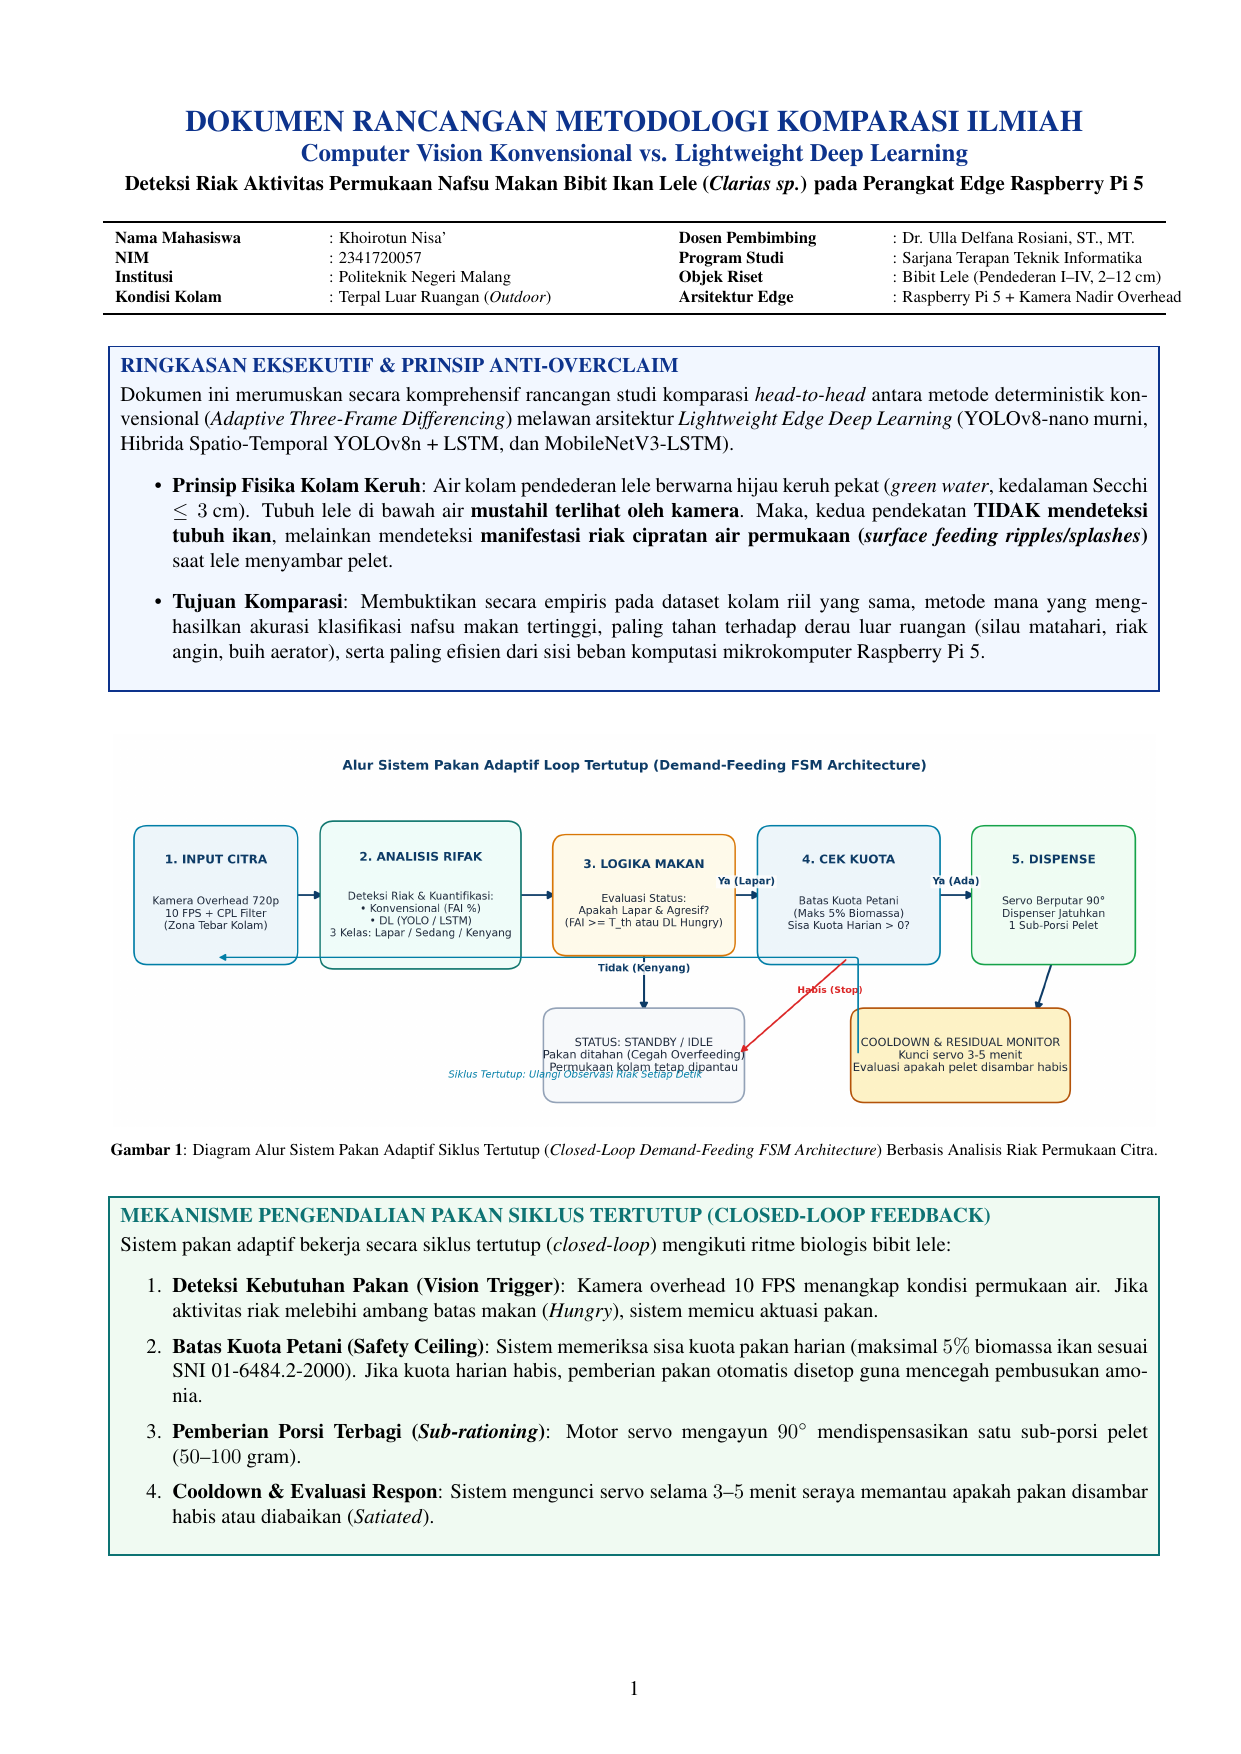 DOKUMEN RANCANGAN METODOLOGI KOMPARASI ILMIAH
Computer Vision Konvensional vs. Lightweight Deep Learning
Deteksi Riak Aktivitas Permukaan Nafsu Makan Bibit Ikan Lele (Clarias sp.) pada Perangkat Edge Raspberry Pi 5
Nama Mahasiswa : Khoirotun Nisa' Dosen Pembimbing : Dr. Ulla Delfana Rosiani, ST., MT.
NIM : 2341720057 Program Studi : Sarjana Terapan Teknik Informatika
Institusi : Politeknik Negeri Malang Objek Riset : Bibit Lele (Pendederan I–IV, 2–12 cm)
Kondisi Kolam : Terpal Luar Ruangan (Outdoor) Arsitektur Edge : Raspberry Pi 5 + Kamera Nadir Overhead
RINGKASAN EKSEKUTIF & PRINSIP ANTI-OVERCLAIM
Dokumen ini merumuskan secara komprehensif rancangan studi komparasi head-to-head antara metode deterministik kon-
vensional (Adaptive Three-Frame Differencing) melawan arsitektur Lightweight Edge Deep Learning (YOLOv8-nano murni,
Hibrida Spatio-Temporal YOLOv8n + LSTM, dan MobileNetV3-LSTM).
• Prinsip Fisika Kolam Keruh: Air kolam pendederan lele berwarna hijau keruh pekat (green water, kedalaman Secchi
≤ 3 cm). Tubuh lele di bawah air mustahil terlihat oleh kamera. Maka, kedua pendekatan TIDAK mendeteksi
tubuh ikan, melainkan mendeteksi manifestasi riak cipratan air permukaan (surface feeding ripples/splashes)
saat lele menyambar pelet.
• Tujuan Komparasi: Membuktikan secara empiris pada dataset kolam riil yang sama, metode mana yang meng-
hasilkan akurasi klasifikasi nafsu makan tertinggi, paling tahan terhadap derau luar ruangan (silau matahari, riak
angin, buih aerator), serta paling efisien dari sisi beban komputasi mikrokomputer Raspberry Pi 5.
Alur Sistem Pakan Adaptif Loop Tertutup (Demand-Feeding FSM Architecture)
1. INPUT CITRA
Kamera Overhead 720p
10 FPS + CPL Filter
(Zona Tebar Kolam)
2. ANALISIS RIFAK
Deteksi Riak & Kuantifikasi:
• Konvensional (FAI %)
• DL (YOLO / LSTM)
3 Kelas: Lapar / Sedang / Kenyang
3. LOGIKA MAKAN
Evaluasi Status:
Apakah Lapar & Agresif?
(FAI >= T_th atau DL Hungry)
Ya (Lapar)
4. CEK KUOTA
Batas Kuota Petani
(Maks 5% Biomassa)
Sisa Kuota Harian > 0?
Ya (Ada)
5. DISPENSE
Servo Berputar 90°
Dispenser Jatuhkan
1 Sub-Porsi Pelet
Tidak (Kenyang)
Habis (Stop)
STATUS: STANDBY / IDLE
Pakan ditahan (Cegah Overfeeding)
Permukaan kolam tetap dipantau
Siklus Tertutup: Ulangi Observasi Riak Setiap Detik
COOLDOWN & RESIDUAL MONITOR
Kunci servo 3-5 menit
Evaluasi apakah pelet disambar habis
Gambar 1: Diagram Alur Sistem Pakan Adaptif Siklus Tertutup (Closed-Loop Demand-Feeding FSM Architecture) Berbasis Analisis Riak Permukaan Citra.
MEKANISME PENGENDALIAN PAKAN SIKLUS TERTUTUP (CLOSED-LOOP FEEDBACK)
Sistem pakan adaptif bekerja secara siklus tertutup (closed-loop) mengikuti ritme biologis bibit lele:
1. Deteksi Kebutuhan Pakan (Vision Trigger): Kamera overhead 10 FPS menangkap kondisi permukaan air. Jika
aktivitas riak melebihi ambang batas makan (Hungry), sistem memicu aktuasi pakan.
2. Batas Kuota Petani (Safety Ceiling): Sistem memeriksa sisa kuota pakan harian (maksimal 5% biomassa ikan sesuai
SNI 01-6484.2-2000). Jika kuota harian habis, pemberian pakan otomatis disetop guna mencegah pembusukan amo-
nia.
3. Pemberian Porsi Terbagi (Sub-rationing): Motor servo mengayun 90° mendispensasikan satu sub-porsi pelet
(50–100 gram).
4. Cooldown & Evaluasi Respon: Sistem mengunci servo selama 3–5 menit seraya memantau apakah pakan disambar
habis atau diabaikan (Satiated).
1